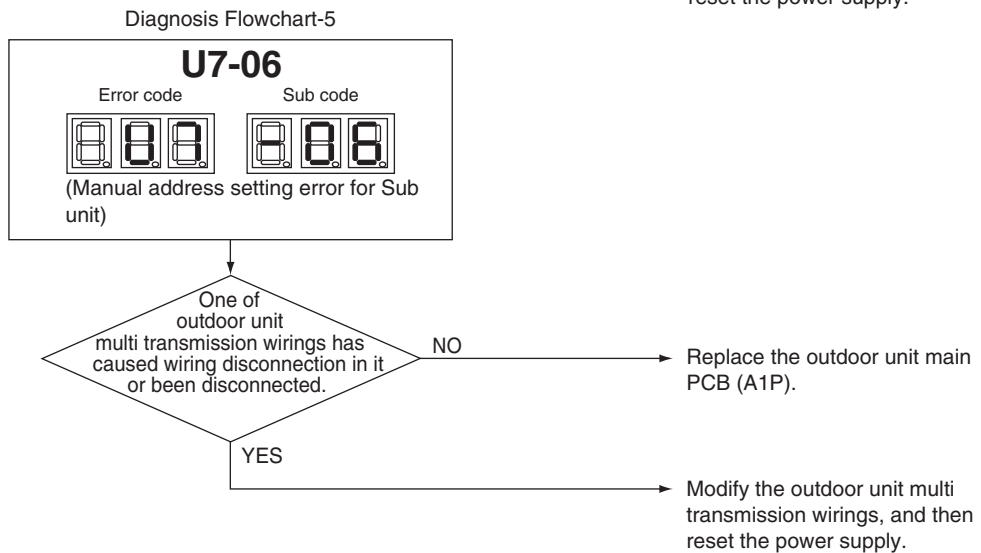 reset the power supply.
Diagnosis Flowchart-5
U7-06
Error code
Sub code
U7
-06
(Manual address setting error for Sub
unit)
One of
outdoor unit
multi transmission wirings has
caused wiring disconnection in it
or been disconnected.
NO
Replace the outdoor unit main
PCB (A1P).
YES
Modify the outdoor unit multi
transmission wirings, and then
reset the power supply.